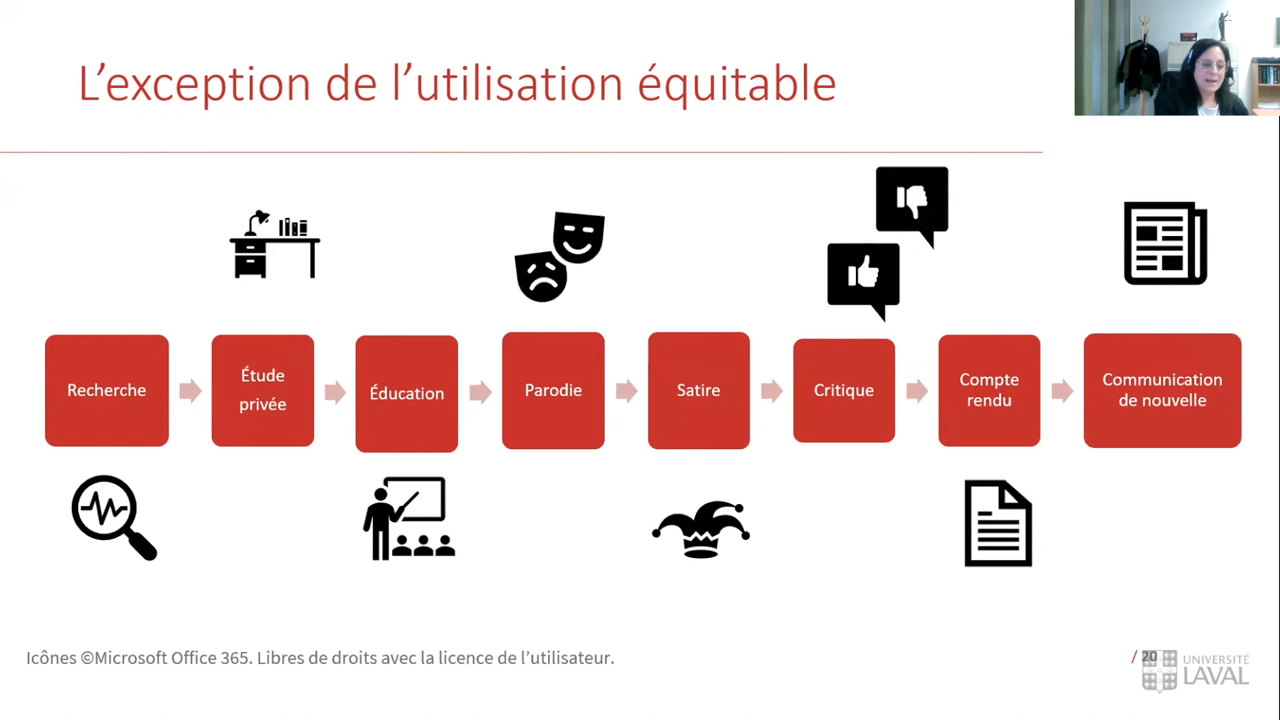 L’exception de l’utilisation équitable
Recherche
Étude
privée
Éducation
Parodie
Satire
Critique
Compte
rendu
Communication
de nouvelle
Icônes ©Microsoft Office 365. Libres de droits avec la licence de l’utilisateur.
/ 20
UNIVERSITÉ
LAVAL